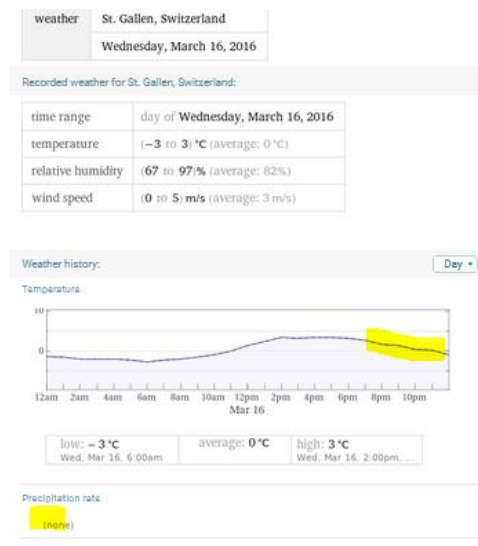 weather St. Gallen, Switzerland
Wednesday, March 16, 2016
Recorded weather for St. Gallen, Switzerland:
time range day of Wednesday, March 16, 2016
temperature (−3 to 3) °C (average: 0 °C)
relative humidity (67 to 97)% (average: 82%)
wind speed (0 to 5) m/s (average: 3 m/s)
Weather history: Day
Temperature
10
0
12am 2am 4am 6am 8am 10am 12pm 2pm 4pm 6pm 8pm 10pm
Mar 16
low: −3 °C average: 0 °C high: 3 °C
Wed, Mar 16, 6:00am Wed, Mar 16, 2:00pm, ...
Precipitation rate
(none)